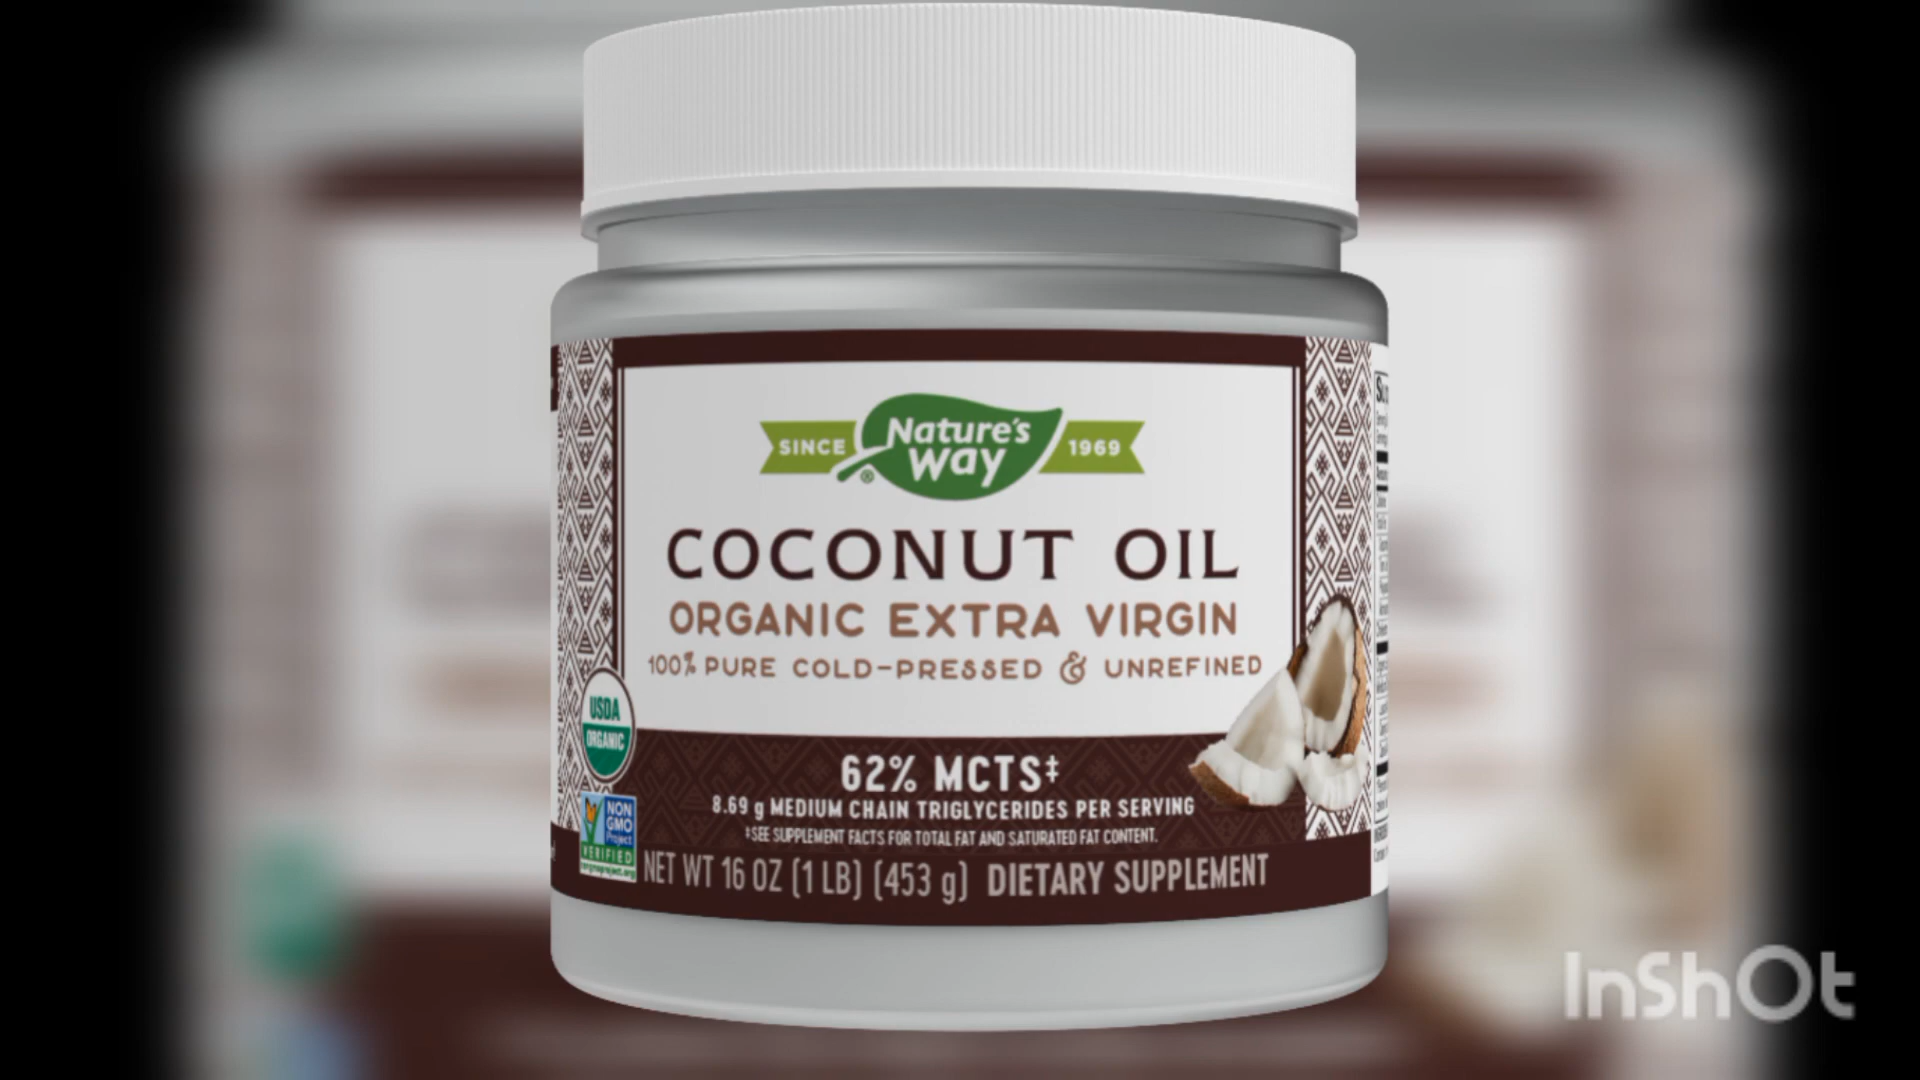 SINCE Nature's Way® 1969
COCONUT OIL
ORGANIC EXTRA VIRGIN
100% PURE COLD-PRESSED & UNREFINED
USDA
ORGANIC
62% MCTS‡
8.69 g MEDIUM CHAIN TRIGLYCERIDES PER SERVING
‡SEE SUPPLEMENT FACTS FOR TOTAL FAT AND SATURATED FAT CONTENT.
NON
GMO
Project
VERIFIED
NET WT 16 OZ (1 LB) (453 g) DIETARY SUPPLEMENT
InShOt